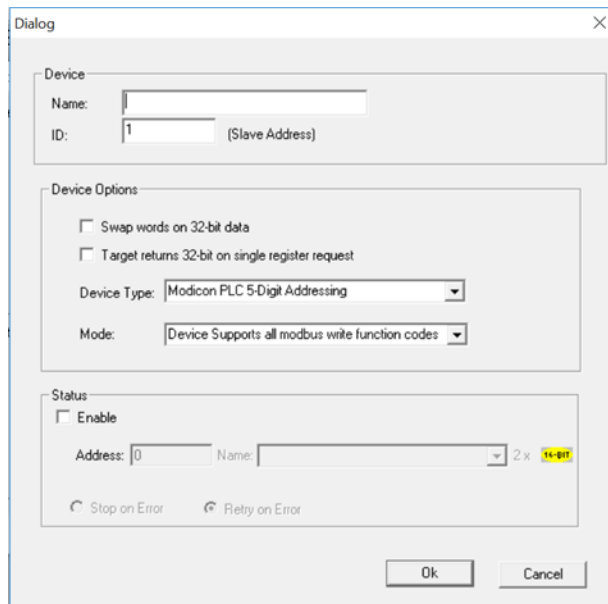 Dialog
Device
Name:
ID: 1 (Slave Address)
Device Options
Swap words on 32-bit data
Target returns 32-bit on single register request
Device Type: Modicon PLC 5-Digit Addressing
Mode: Device Supports all modbus write function codes
Status
Enable
Address: 0 Name: 2 x 16-BIT
Stop on Error Retry on Error
Ok Cancel